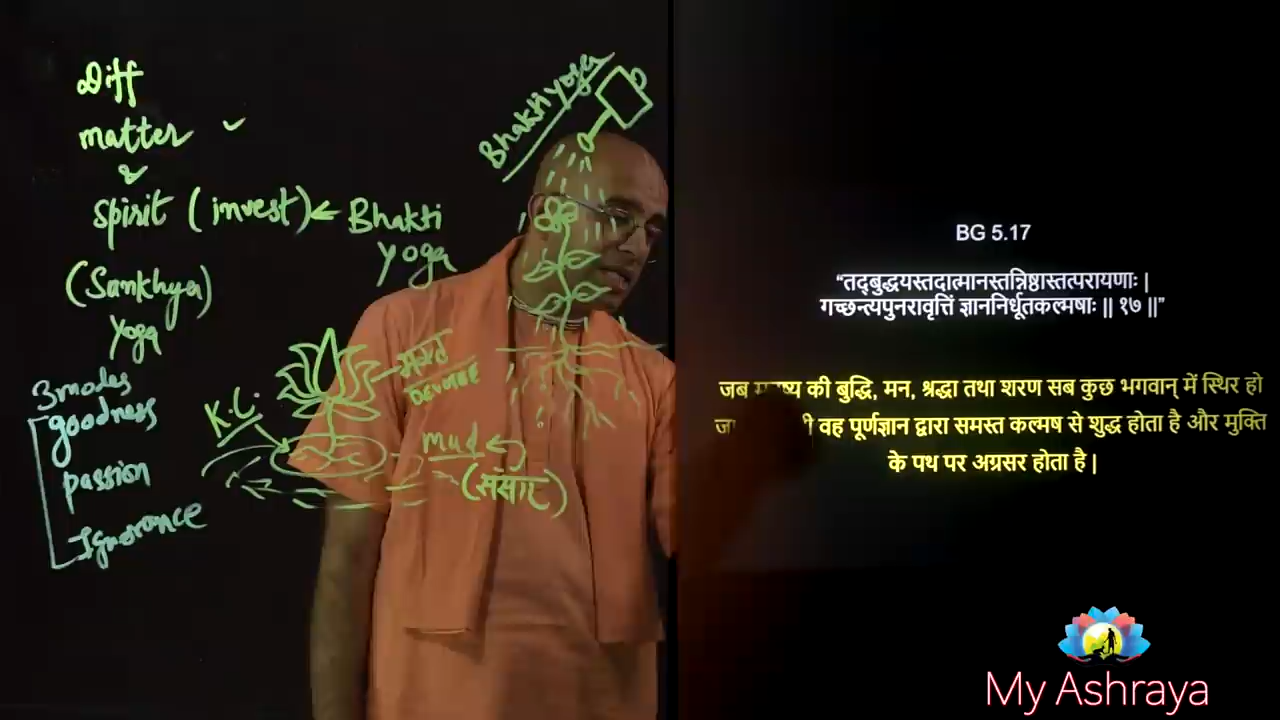 Diff
matter
&
spirit (invest) ← Bhakti
yoga
(Sankhya)
yoga
3 modes
goodness
passion
Ignorance
Bhakti yoga
K.C.
भक्त
DEVOTEE
mud
(संसार)
BG 5.17
“तद्‍बुद्धयस्तदात्मानस्तन्निष्ठास्तत्परायणाः |
गच्छन्त्यपुनरावृत्तिं ज्ञाननिर्धूतकल्मषाः || १७ ||”
जब की बुद्धि, मन, श्रद्धा तथा शरण सब कुछ भगवान् में स्थिर हो
वह पूर्णज्ञान द्वारा समस्त कल्मष से शुद्ध होता है और मुक्ति
के पथ पर अग्रसर होता है |
My Ashraya